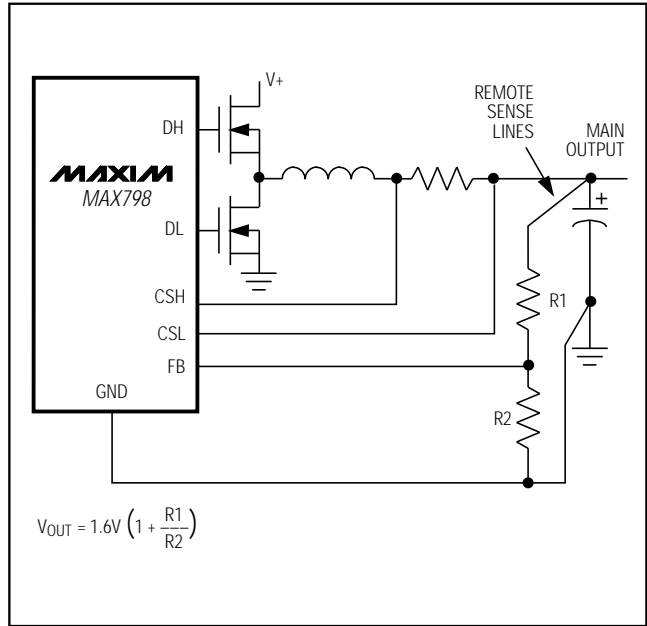 V+
REMOTE
SENSE
LINES
MAIN
OUTPUT
DH
MAXIM
MAX798
+
DL
CSH
R1
CSL
FB
GND
R2
VOUT = 1.6V (1 + R1/R2)